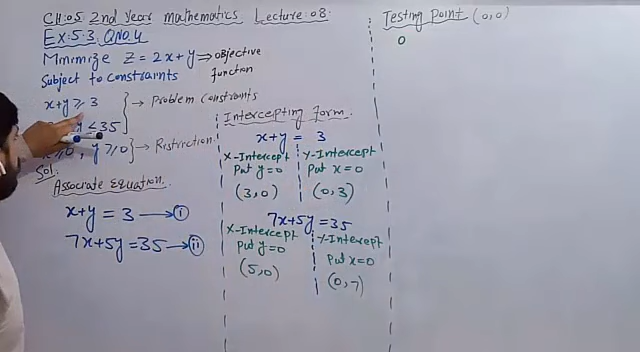 CH:05 2nd Year mathematics Lecture:08.
Ex:5.3 QNO.4
Minimize Z = 2x+y ⇒ objective function
Subject to constraints
x+y ≥ 3
≤ 35
} → Problem Constraints
, y ≥ 0 } → Ristriction.
Sol:
Associate Equation.
x+y = 3 → (i)
7x+5y = 35 → (ii)
Intercepting Form
x+y = 3
X-Intercept
Put y=0
(3,0)
Y-Intercept
Put x=0
(0,3)
7x+5y = 35
X-Intercept
Put y=0
(5,0)
Y-Intercept
Put x=0
(0,7)
Testing Point (0,0)
0